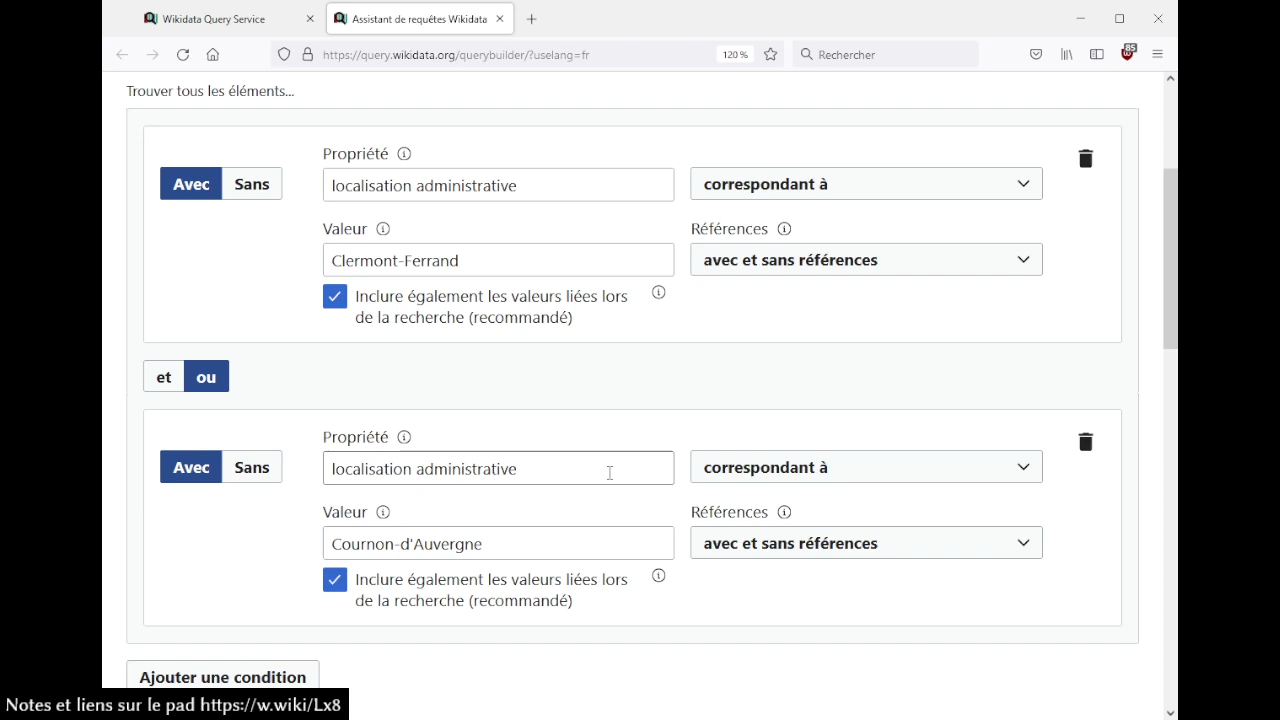 Wikidata Query Service
Assistant de requêtes Wikidata
https://query.wikidata.org/querybuilder/?uselang=fr
120 %
Rechercher
85
Trouver tous les éléments...
Propriété
Avec Sans
localisation administrative
correspondant à
Valeur
Références
Clermont-Ferrand
avec et sans références
Inclure également les valeurs liées lors
de la recherche (recommandé)
et ou
Propriété
Avec Sans
localisation administrative
correspondant à
Valeur
Références
Cournon-d'Auvergne
avec et sans références
Inclure également les valeurs liées lors
de la recherche (recommandé)
Ajouter une condition
Notes et liens sur le pad https://w.wiki/Lx8